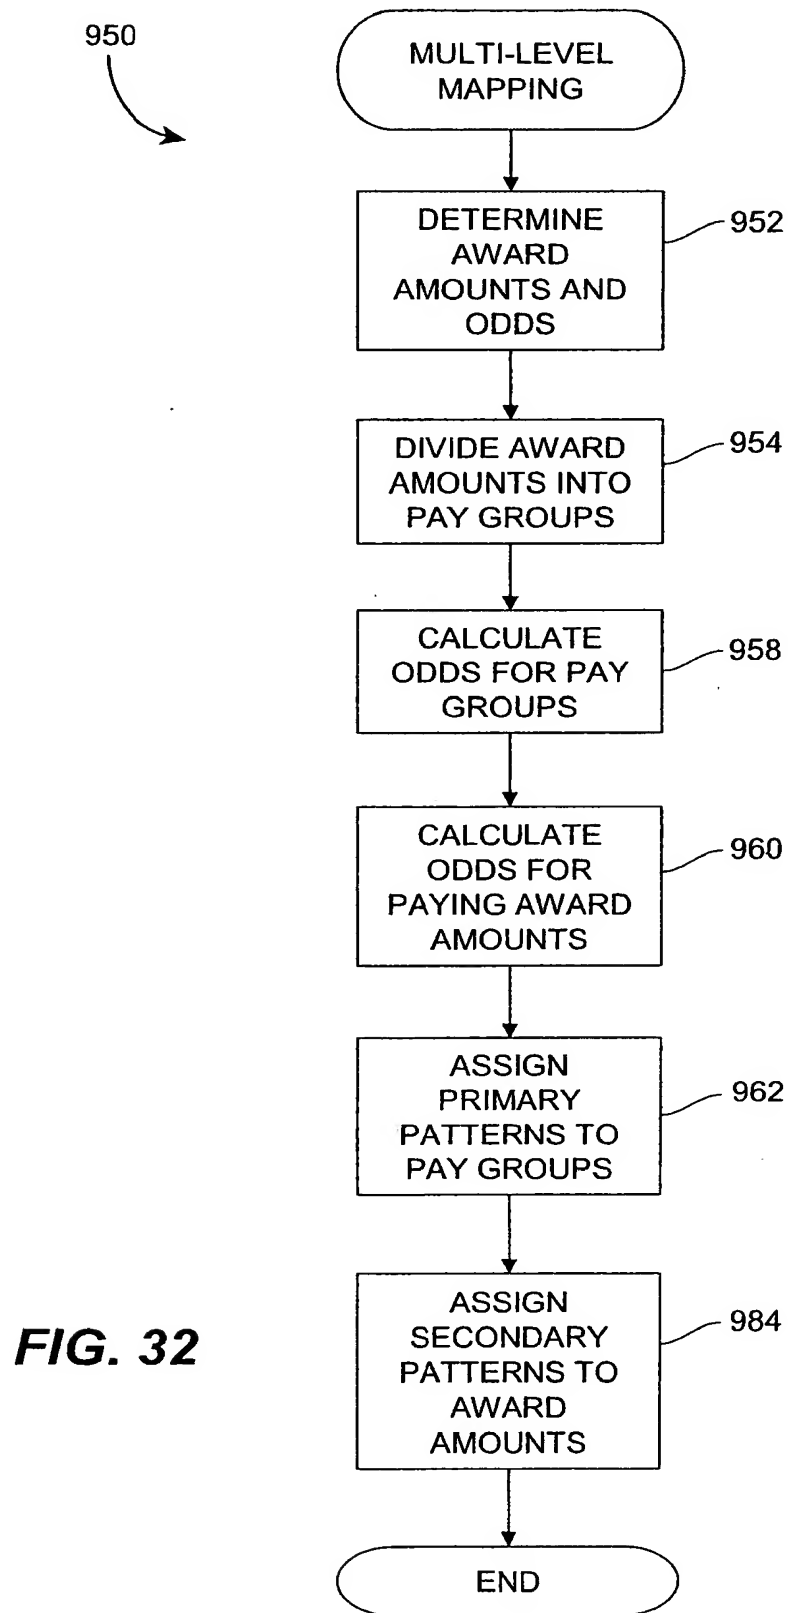 950
MULTI-LEVEL
MAPPING
DETERMINE
AWARD
AMOUNTS AND
ODDS
952
DIVIDE AWARD
AMOUNTS INTO
PAY GROUPS
954
CALCULATE
ODDS FOR PAY
GROUPS
958
CALCULATE
ODDS FOR
PAYING AWARD
AMOUNTS
960
ASSIGN
PRIMARY
PATTERNS TO
PAY GROUPS
962
ASSIGN
SECONDARY
PATTERNS TO
AWARD
AMOUNTS
984
FIG. 32
END